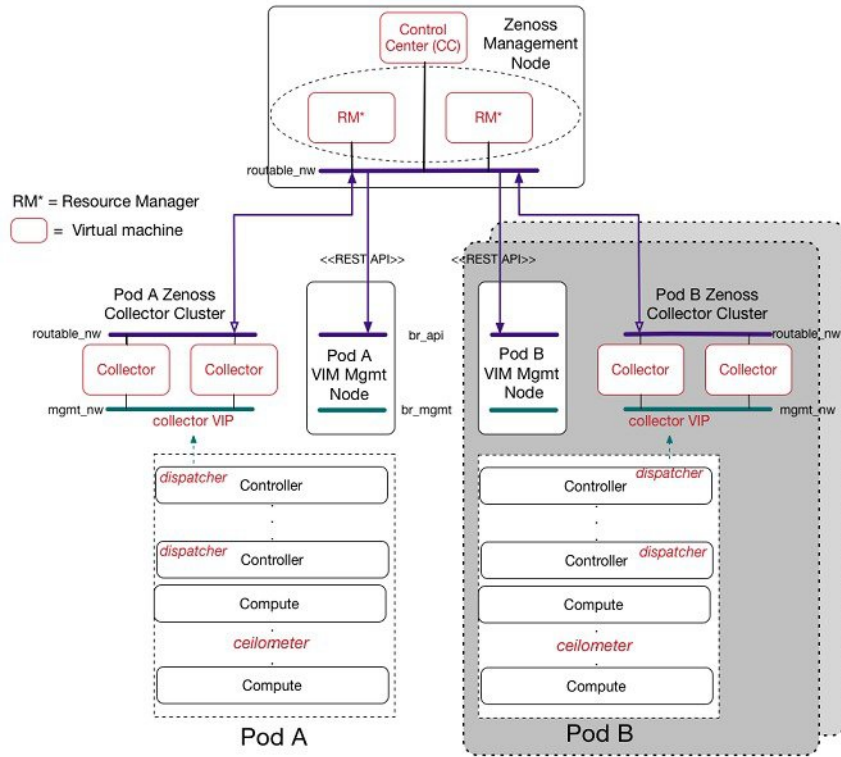 Control
Center (CC)
Zenoss
Management
Node
RM*
RM*
routable_nw
RM* = Resource Manager
= Virtual machine
<<REST API>>
<<REST API>>
Pod A Zenoss
Collector Cluster
routable_nw
Collector
Collector
mgmt_nw
collector VIP
br_api
Pod A
VIM Mgmt
Node
br_mgmt
Pod B
VIM Mgmt
Node
Pod B Zenoss
Collector Cluster
routable_nw
Collector
Collector
mgmt_nw
collector VIP
dispatcher
Controller
dispatcher
Controller
Compute
ceilometer
Compute
Pod A
dispatcher
Controller
dispatcher
Controller
Compute
ceilometer
Compute
Pod B